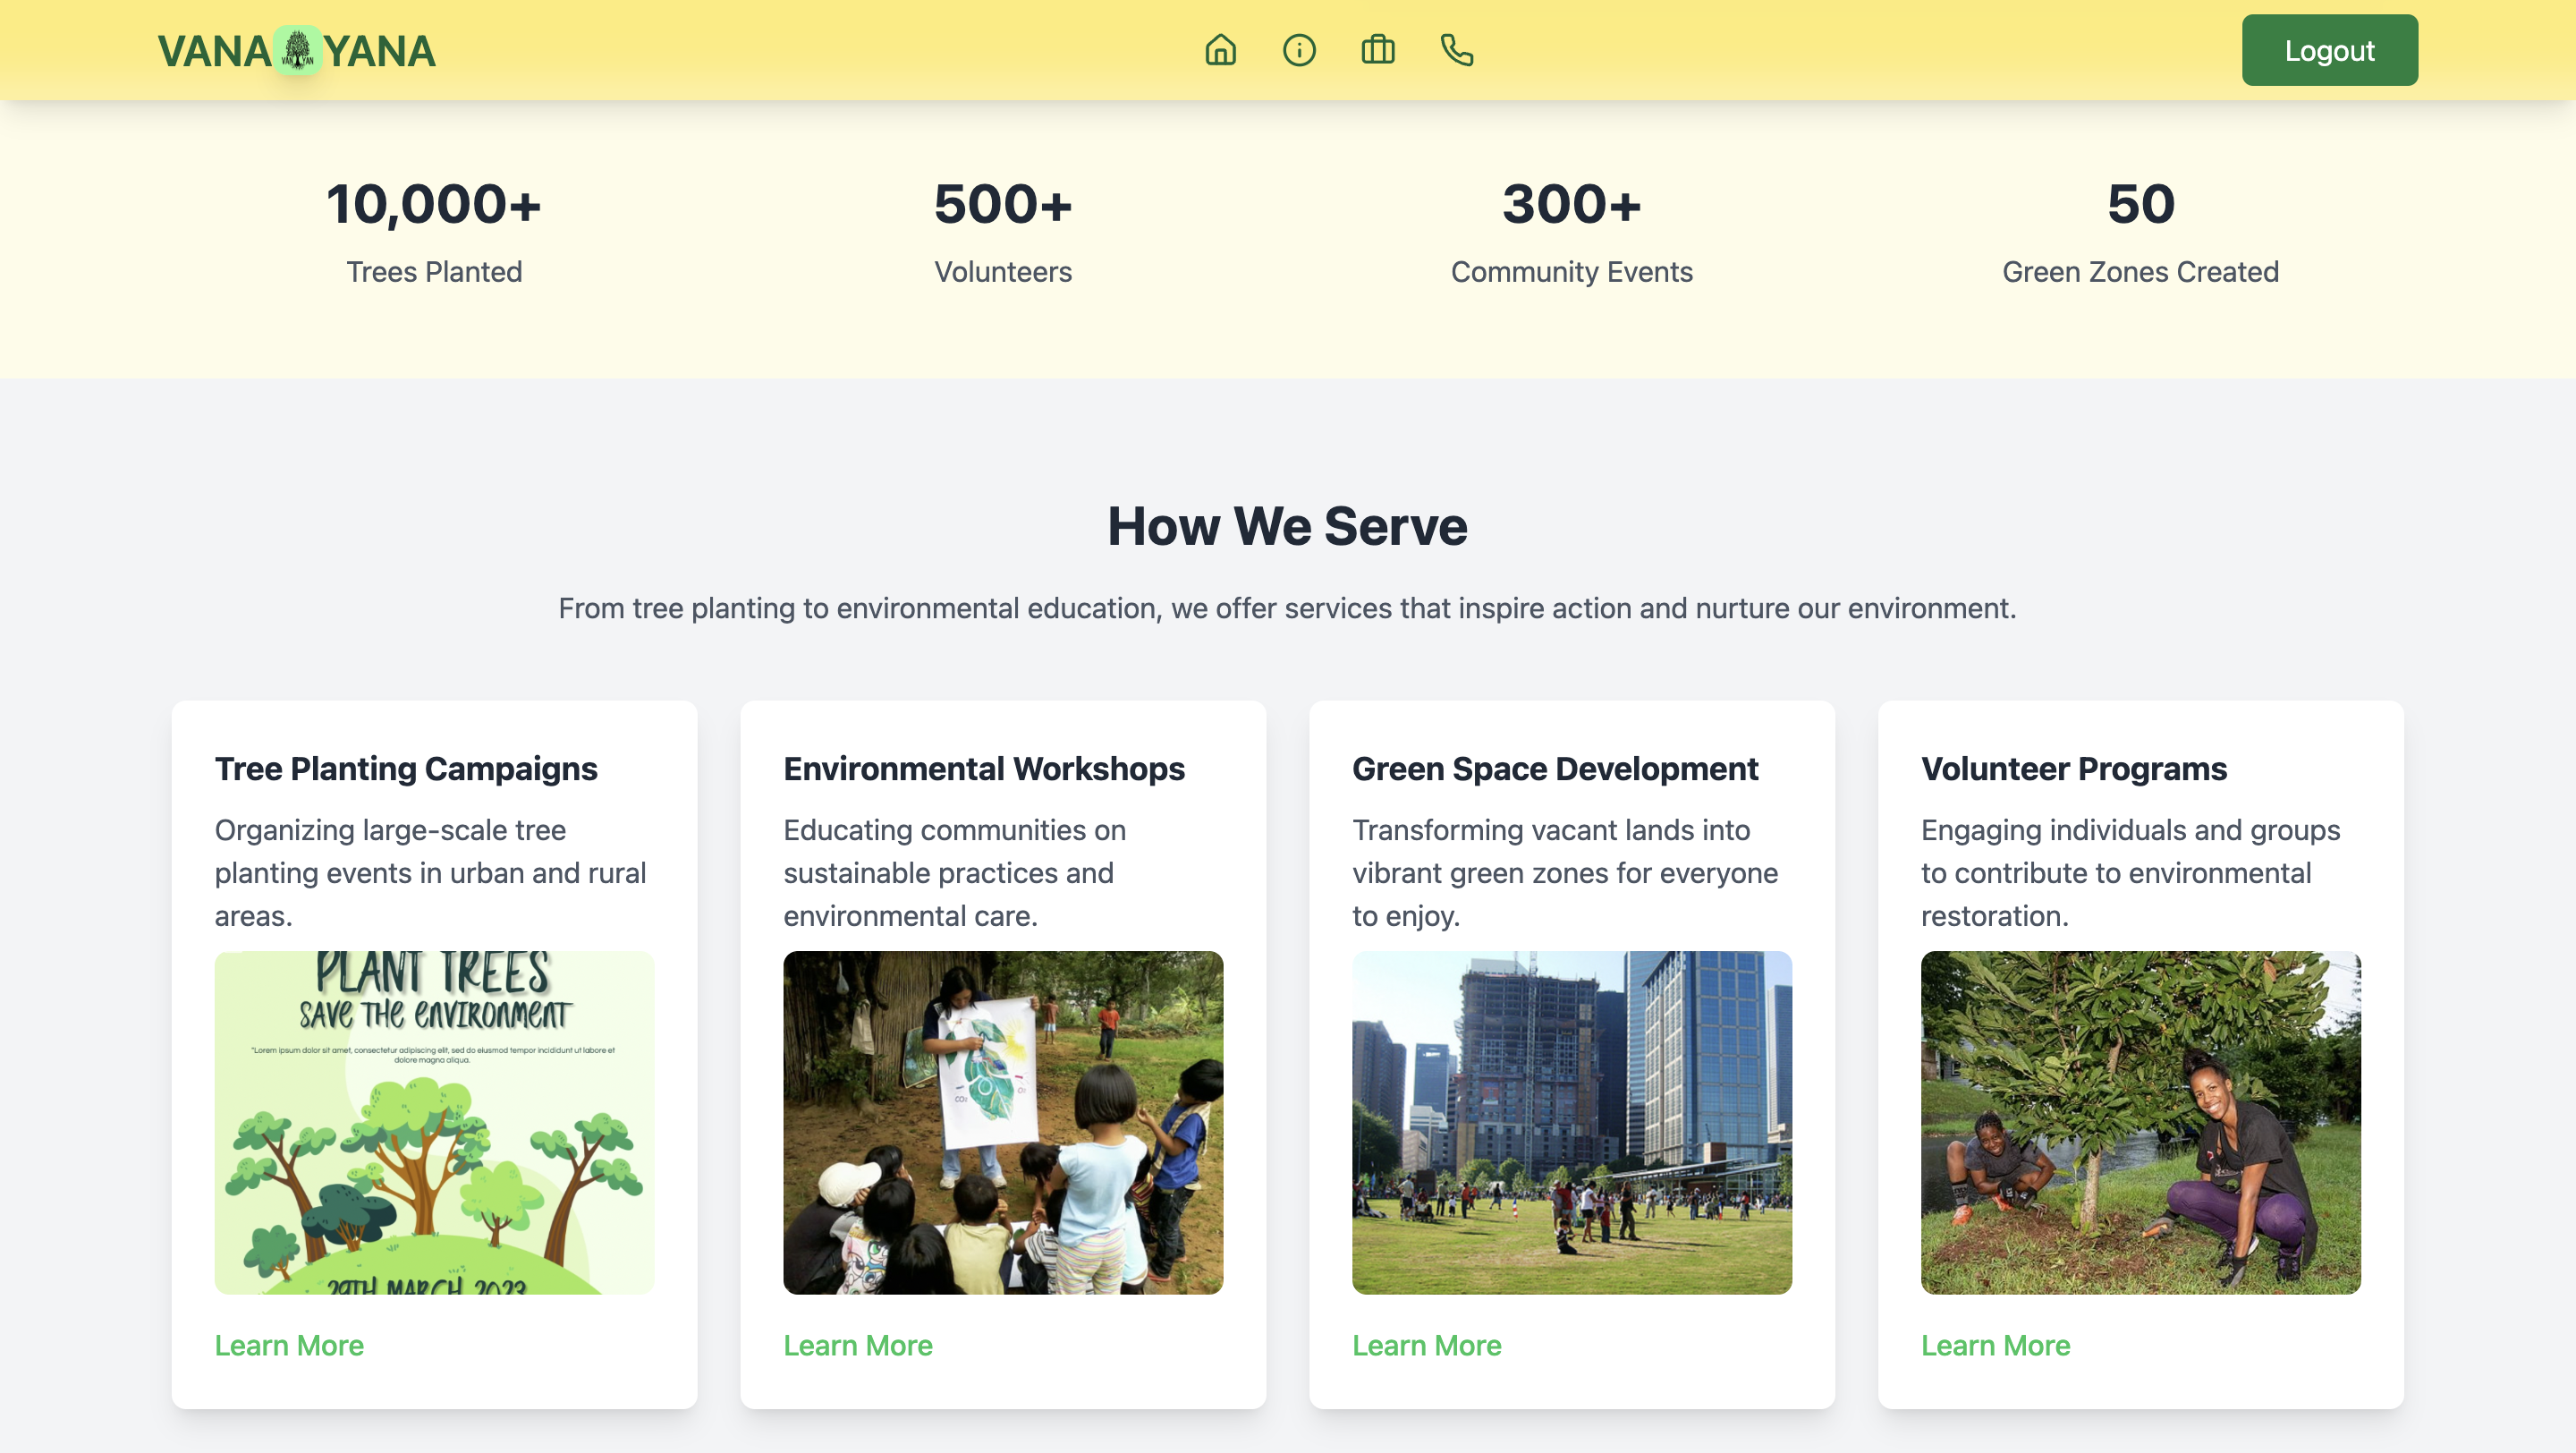 VANA VAN YAN YANA
Logout
10,000+
500+
300+
50
Trees Planted
Volunteers
Community Events
Green Zones Created
How We Serve
From tree planting to environmental education, we offer services that inspire action and nurture our environment.
Tree Planting Campaigns
Organizing large-scale tree
planting events in urban and rural
areas.
PLANT TREES
SAVE THE ENVIRONMENT
"Lorem ipsum dolor sit amet, consectetur adipiscing elit, sed do eiusmod tempor incididunt ut labore et
dolore magna aliqua.
29TH MARCH 2023
Learn More
Environmental Workshops
Educating communities on
sustainable practices and
environmental care.
CO2
O2
Learn More
Green Space Development
Transforming vacant lands into
vibrant green zones for everyone
to enjoy.
Learn More
Volunteer Programs
Engaging individuals and groups
to contribute to environmental
restoration.
Learn More